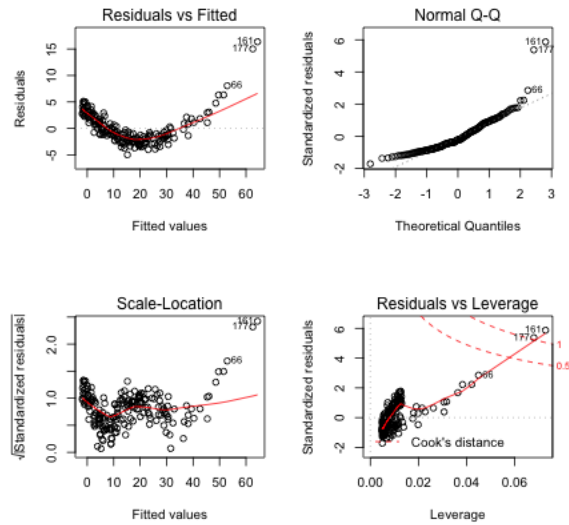 Residuals vs Fitted
Residuals
15
10
5
0
-5
161
177
66
0 10 20 30 40 50 60
Fitted values
Normal Q-Q
Standardized residuals
6
4
2
0
-2
161
177
66
-3 -2 -1 0 1 2 3
Theoretical Quantiles
Scale-Location
√|Standardized residuals|
2.0
1.0
0.0
161
177
66
0 10 20 30 40 50 60
Fitted values
Residuals vs Leverage
Standardized residuals
6
4
2
0
-2
161
177
66
1
0.5
Cook's distance
0.00 0.02 0.04 0.06
Leverage